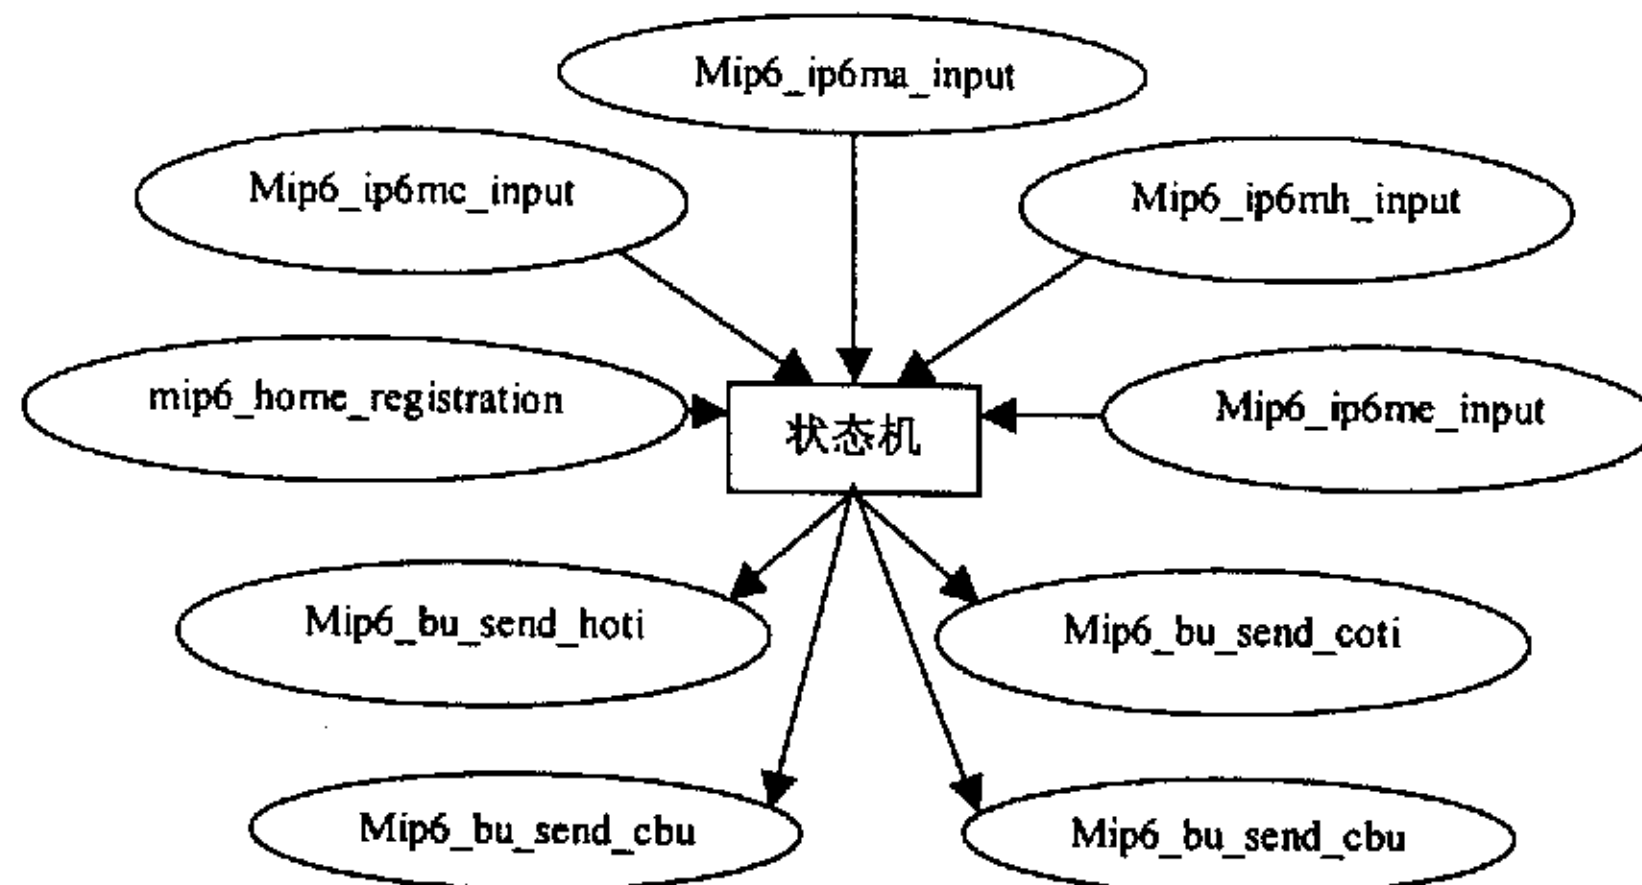 Mip6_ip6ma_input
Mip6_ip6mc_input
Mip6_ip6mh_input
mip6_home_registration
状态机
Mip6_ip6me_input
Mip6_bu_send_hoti
Mip6_bu_send_coti
Mip6_bu_send_cbu
Mip6_bu_send_cbu